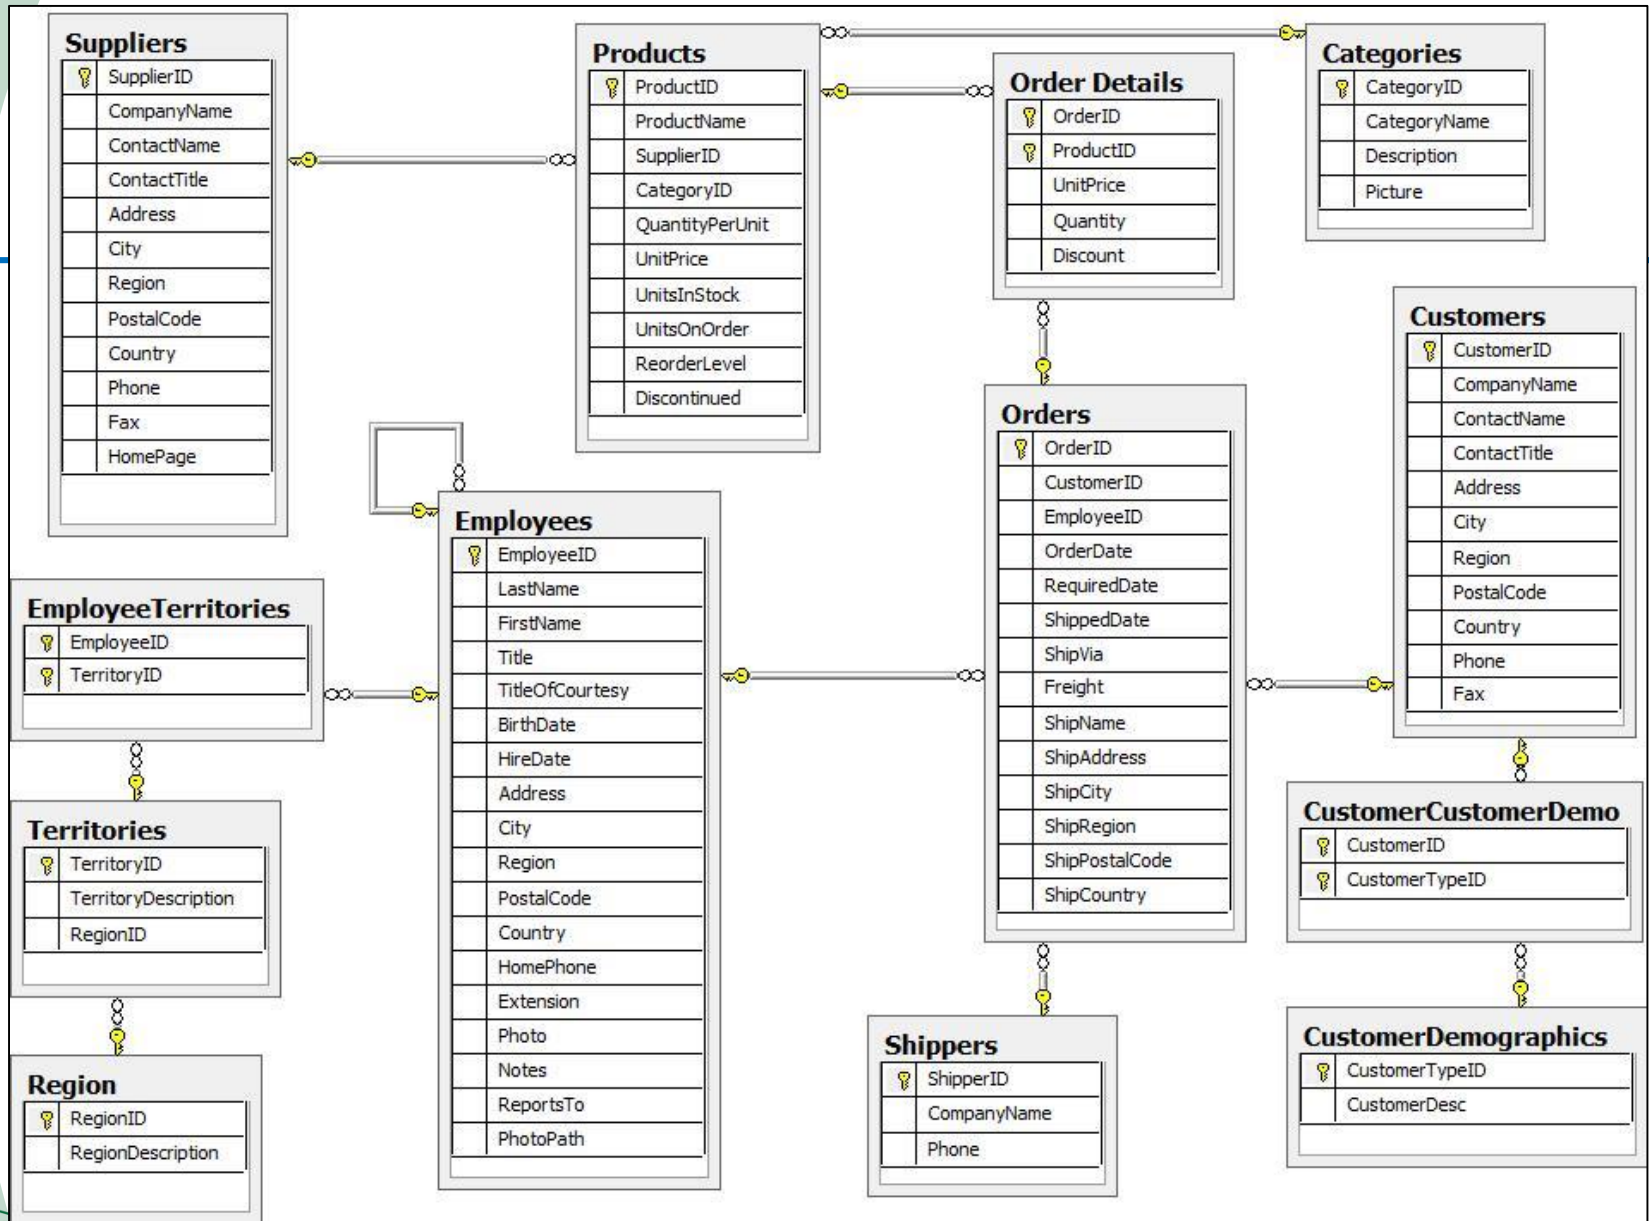 Suppliers
SupplierID
CompanyName
ContactName
ContactTitle
Address
City
Region
PostalCode
Country
Phone
Fax
HomePage
Products
ProductID
ProductName
SupplierID
CategoryID
QuantityPerUnit
UnitPrice
UnitsInStock
UnitsOnOrder
ReorderLevel
Discontinued
Order Details
OrderID
ProductID
UnitPrice
Quantity
Discount
Categories
CategoryID
CategoryName
Description
Picture
Customers
CustomerID
CompanyName
ContactName
ContactTitle
Address
City
Region
PostalCode
Country
Phone
Fax
Orders
OrderID
CustomerID
EmployeeID
OrderDate
RequiredDate
ShippedDate
ShipVia
Freight
ShipName
ShipAddress
ShipCity
ShipRegion
ShipPostalCode
ShipCountry
Employees
EmployeeID
LastName
FirstName
Title
TitleOfCourtesy
BirthDate
HireDate
Address
City
Region
PostalCode
Country
HomePhone
Extension
Photo
Notes
ReportsTo
PhotoPath
EmployeeTerritories
EmployeeID
TerritoryID
Territories
TerritoryID
TerritoryDescription
RegionID
Region
RegionID
RegionDescription
Shippers
ShipperID
CompanyName
Phone
CustomerCustomerDemo
CustomerID
CustomerTypeID
CustomerDemographics
CustomerTypeID
CustomerDesc